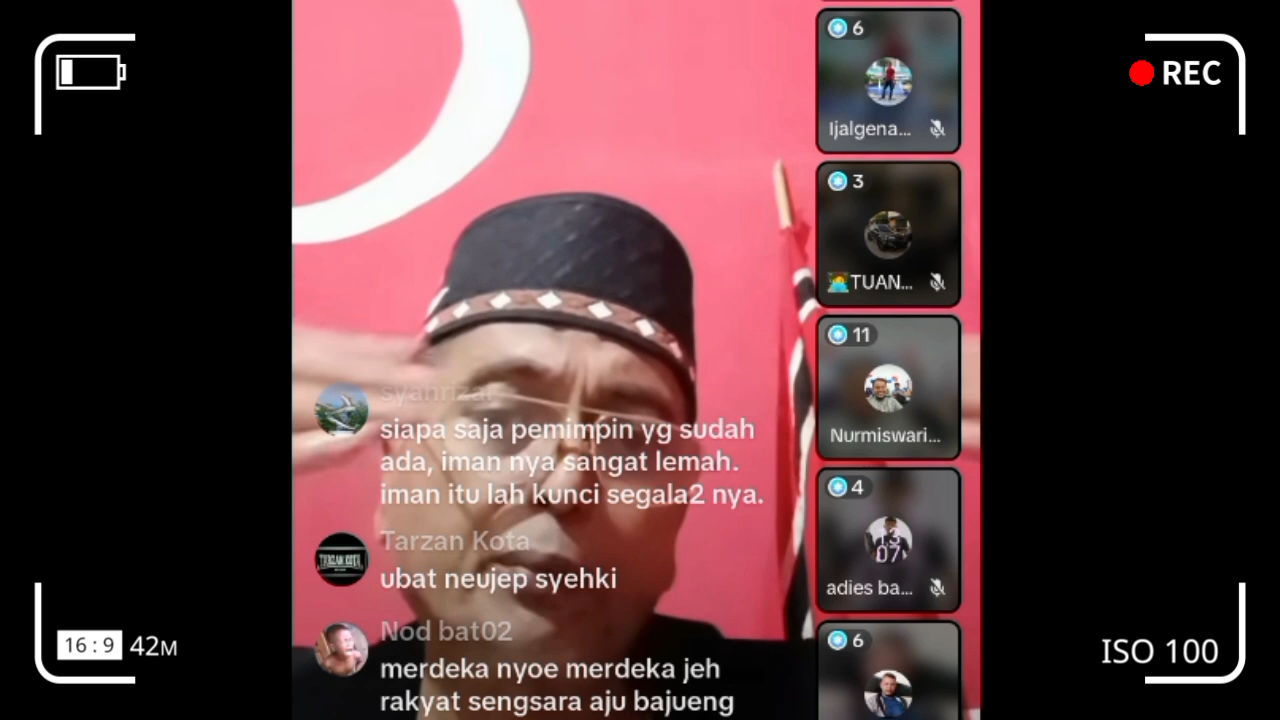 REC
6
Ijalgena...
3
TUAN...
11
Nurmiswari...
4
adies ba...
6
syahrizal
siapa saja pemimpin yg sudah
ada, iman nya sangat lemah.
iman itu lah kunci segala2 nya.
Tarzan Kota
ubat neujep syehki
Nod bat02
merdeka nyoe merdeka jeh
rakyat sengsara aju bajueng
16:9 42M
ISO 100